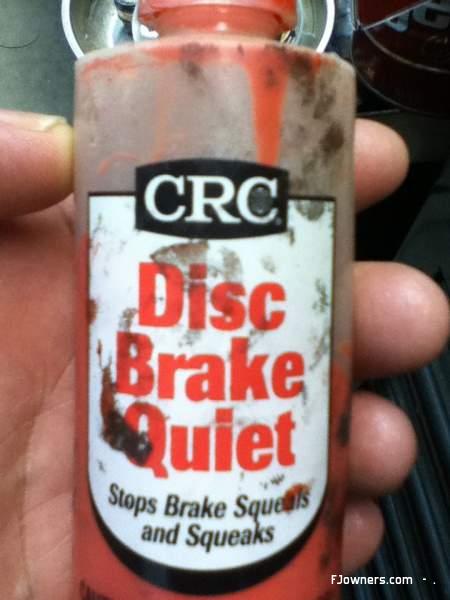 CRC
Disc
Brake
Quiet
Stops Brake Squeals
and Squeaks
FJowners.com - .